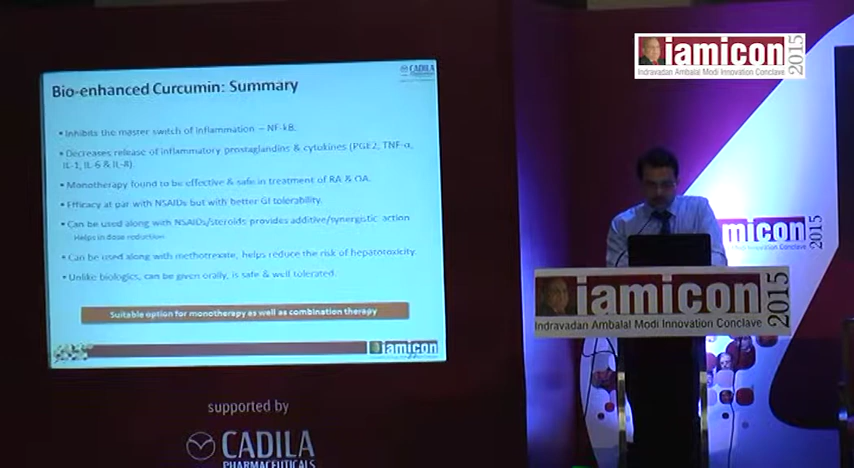 iamicon 2015
Indravadan Ambalal Modi Innovation Conclave
CADILA
Bio-enhanced Curcumin: Summary
• Inhibits the master switch of inflammation – NF-kB.
• Decreases release of inflammatory prostaglandins & cytokines (PGE2, TNF-α,
IL-1, IL-6 & IL-8).
• Monotherapy found to be effective & safe in treatment of RA & OA.
• Efficacy at par with NSAIDs but with better GI tolerability.
• Can be used along with NSAIDs/steroids provides additive/synergistic action
Helps in dose reduction
• Can be used along with methotrexate, helps reduce the risk of hepatotoxicity.
• Unlike biologics, can be given orally, is safe & well tolerated.
Suitable option for monotherapy as well as combination therapy
iamicon
amicon 2015
Modi Innovation Conclave
iamicon 2015
Indravadan Ambalal Modi Innovation Conclave
supported by
CADILA
PHARMACEUTICALS